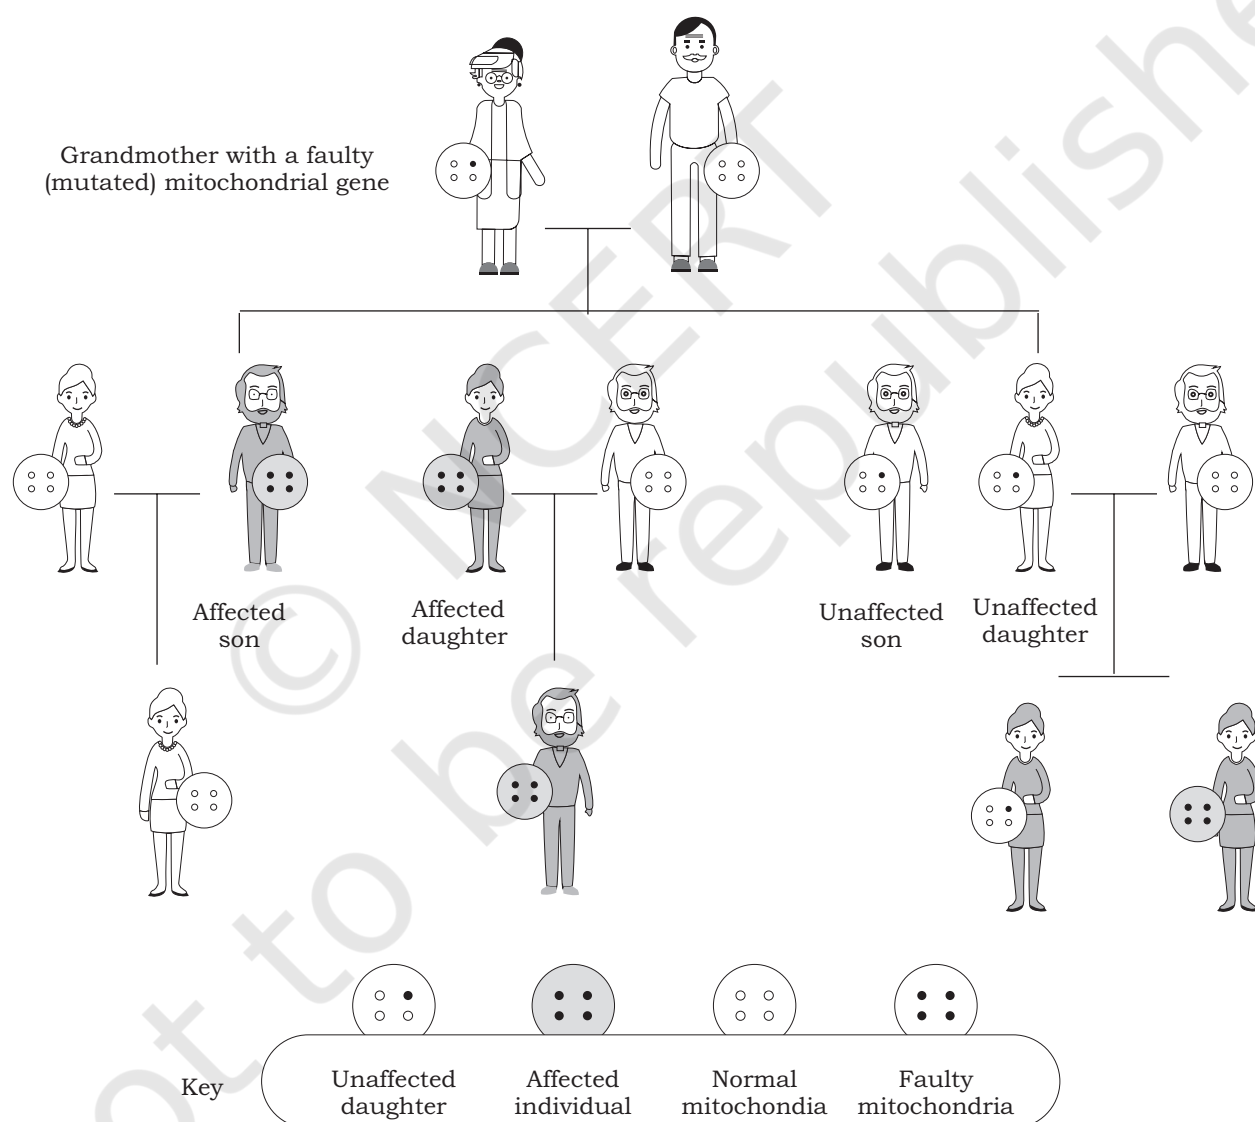 Grandmother with a faulty
(mutated) mitochondrial gene
Affected
son
Affected
daughter
Unaffected
son
Unaffected
daughter
Key
Unaffected
daughter
Affected
individual
Normal
mitochondia
Faulty
mitochondria
© NCERT
not to be republished